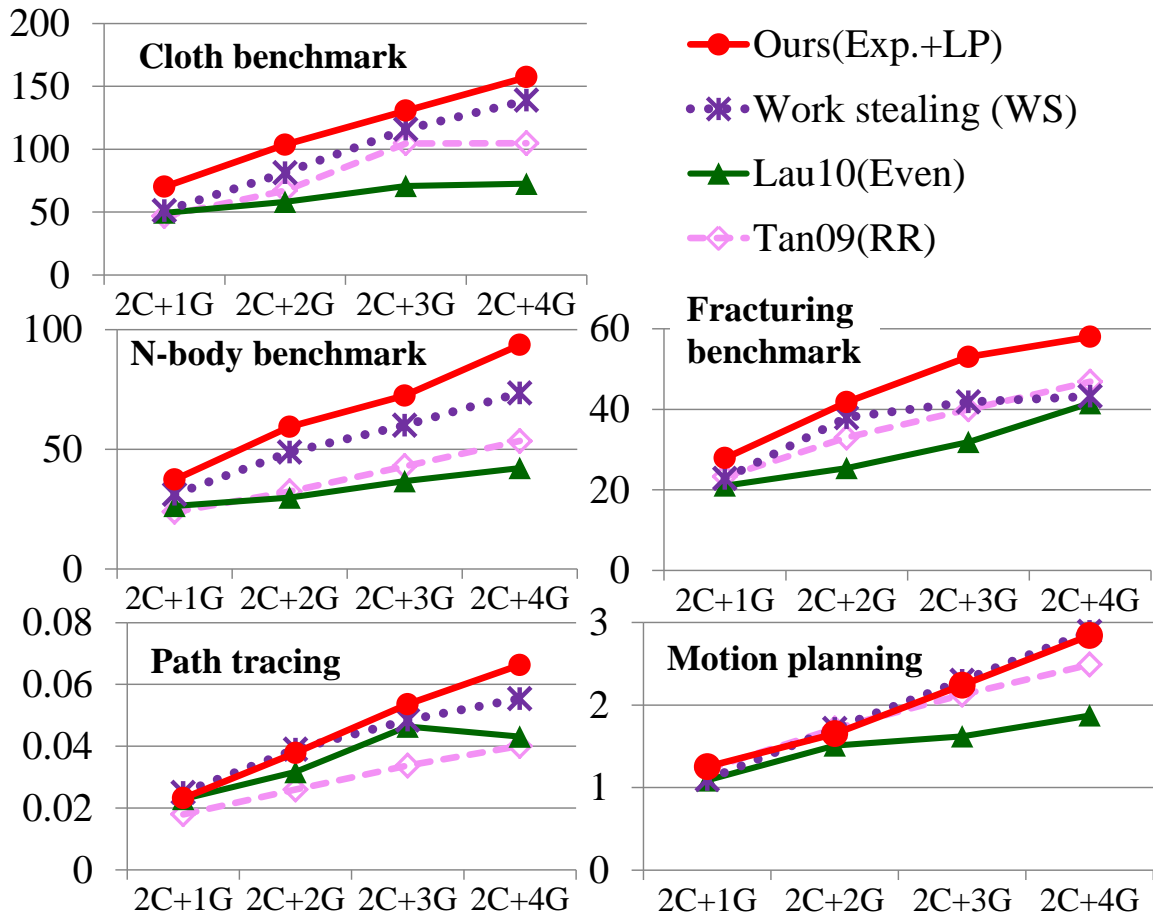 200
150
100
50
0
Cloth benchmark
2C+1G 2C+2G 2C+3G 2C+4G
Ours(Exp.+LP)
Work stealing (WS)
Lau10(Even)
Tan09(RR)
100
50
0
N-body benchmark
2C+1G 2C+2G 2C+3G 2C+4G
60
40
20
0
Fracturing
benchmark
2C+1G 2C+2G 2C+3G 2C+4G
0.08
0.06
0.04
0.02
0
Path tracing
2C+1G 2C+2G 2C+3G 2C+4G
3
2
1
0
Motion planning
2C+1G 2C+2G 2C+3G 2C+4G